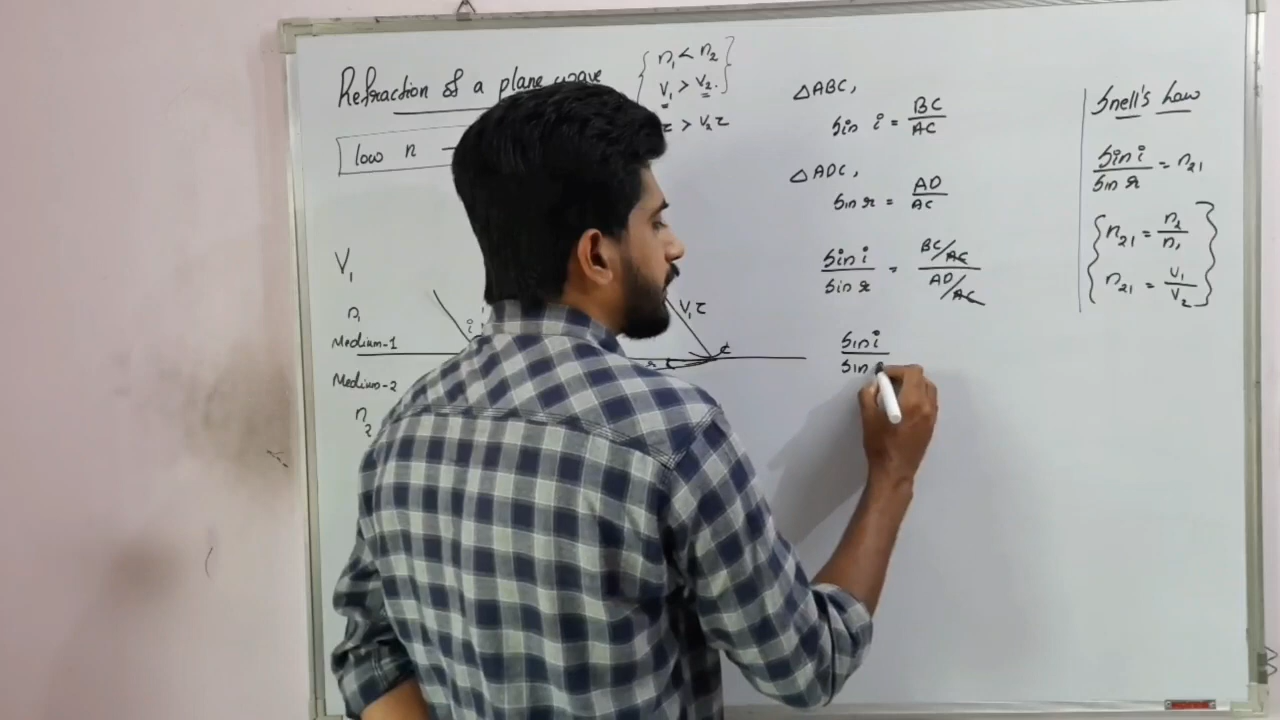 Refraction of a plane wave
n₁ < n₂
v₁ > v₂.
> v₂τ
low n
V₁
n₁
Medium-1
Medium-2
n₂
i
v₁τ
r
c
△ABC,
sin i = BC/AC
△ADC,
sin r = AD/AC
sin i / sin r = BC/AC / AD/AC
sin i
sin
Snell's Law
sin i / sin r = n₂₁
n₂₁ = n₂/n₁
n₂₁ = v₁/v₂